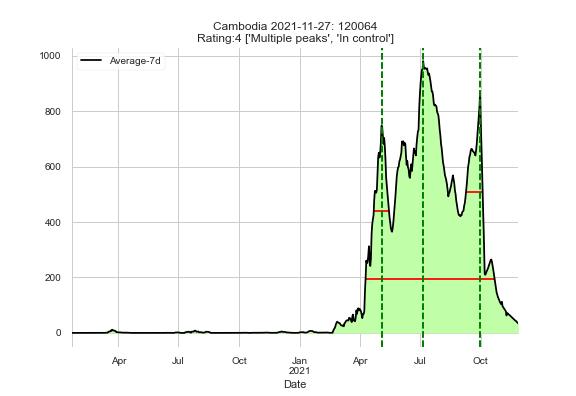 Cambodia 2021-11-27: 120064
Rating:4 ['Multiple peaks', 'In control']
Average-7d
1000
800
600
400
200
0
Apr Jul Oct Jan Apr Jul Oct
2021
Date